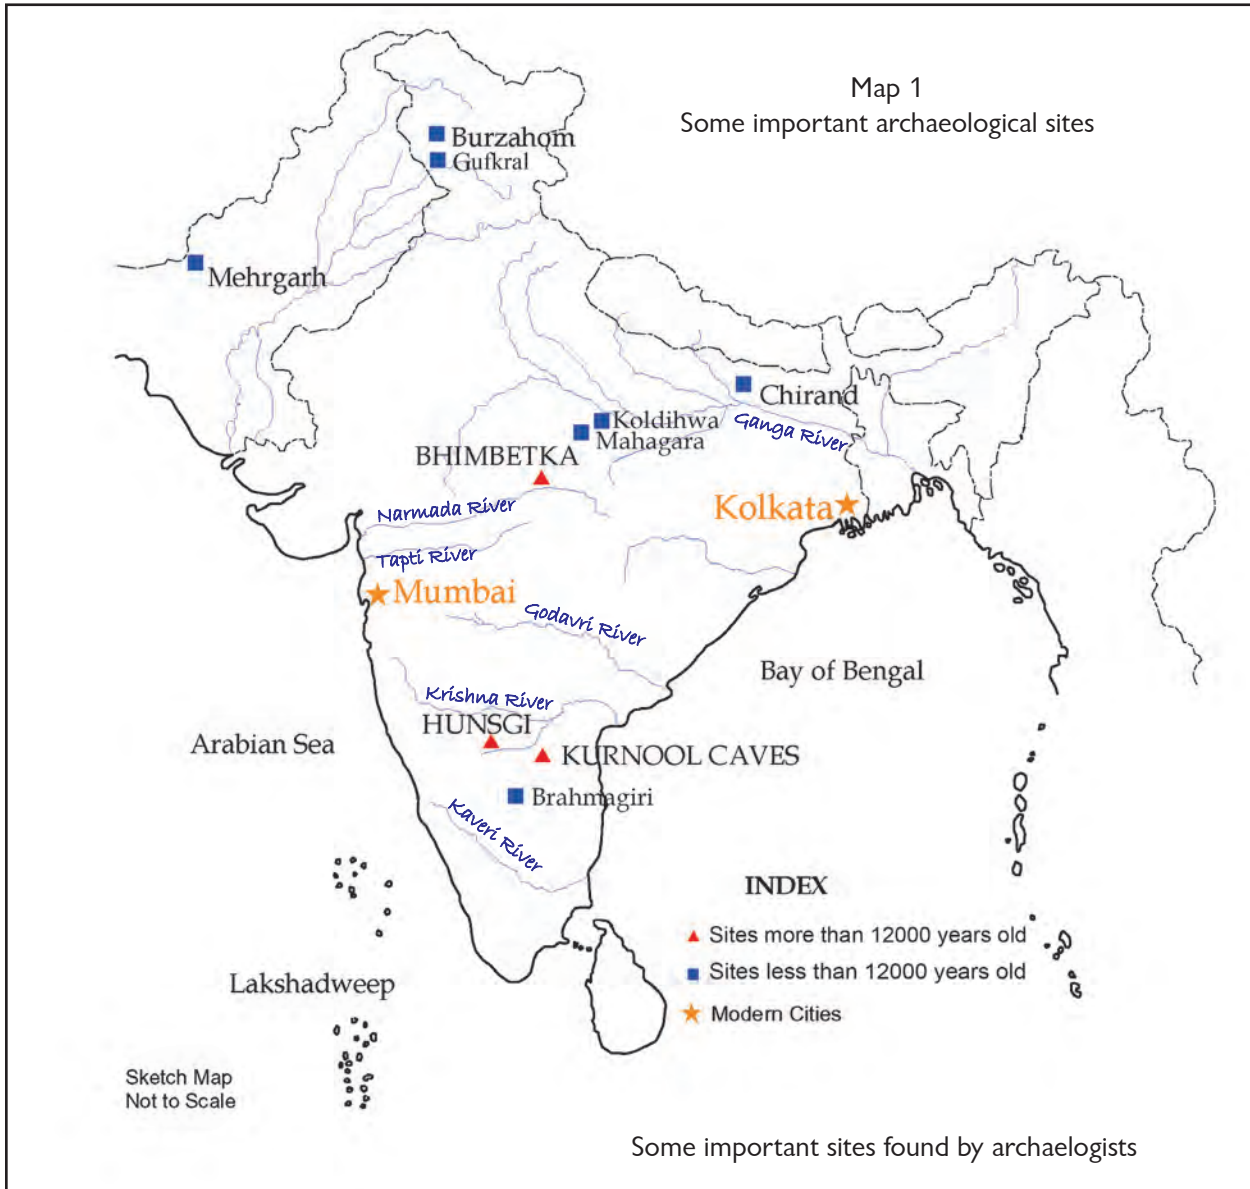 Map 1
Some important archaeological sites
Burzahom
Gufkral
Mehrgarh
Chirand
Koldihwa
Mahagara
Ganga River
BHIMBETKA
Narmada River
Kolkata
Tapti River
Mumbai
Godavri River
Bay of Bengal
Krishna River
HUNSGI
Arabian Sea
KURNOOL CAVES
Brahmagiri
Kaveri River
INDEX
Sites more than 12000 years old
Sites less than 12000 years old
Modern Cities
Lakshadweep
Sketch Map
Not to Scale
Some important sites found by archaelogists